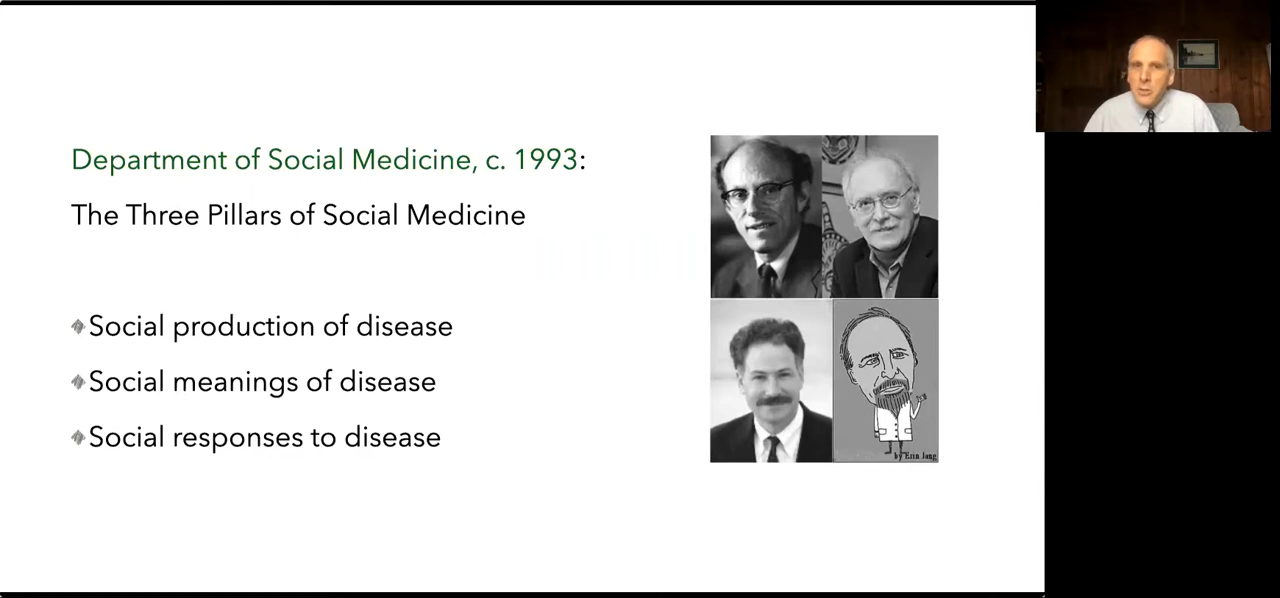 Department of Social Medicine, c. 1993:
The Three Pillars of Social Medicine
Social production of disease
Social meanings of disease
Social responses to disease
by Erin Jang